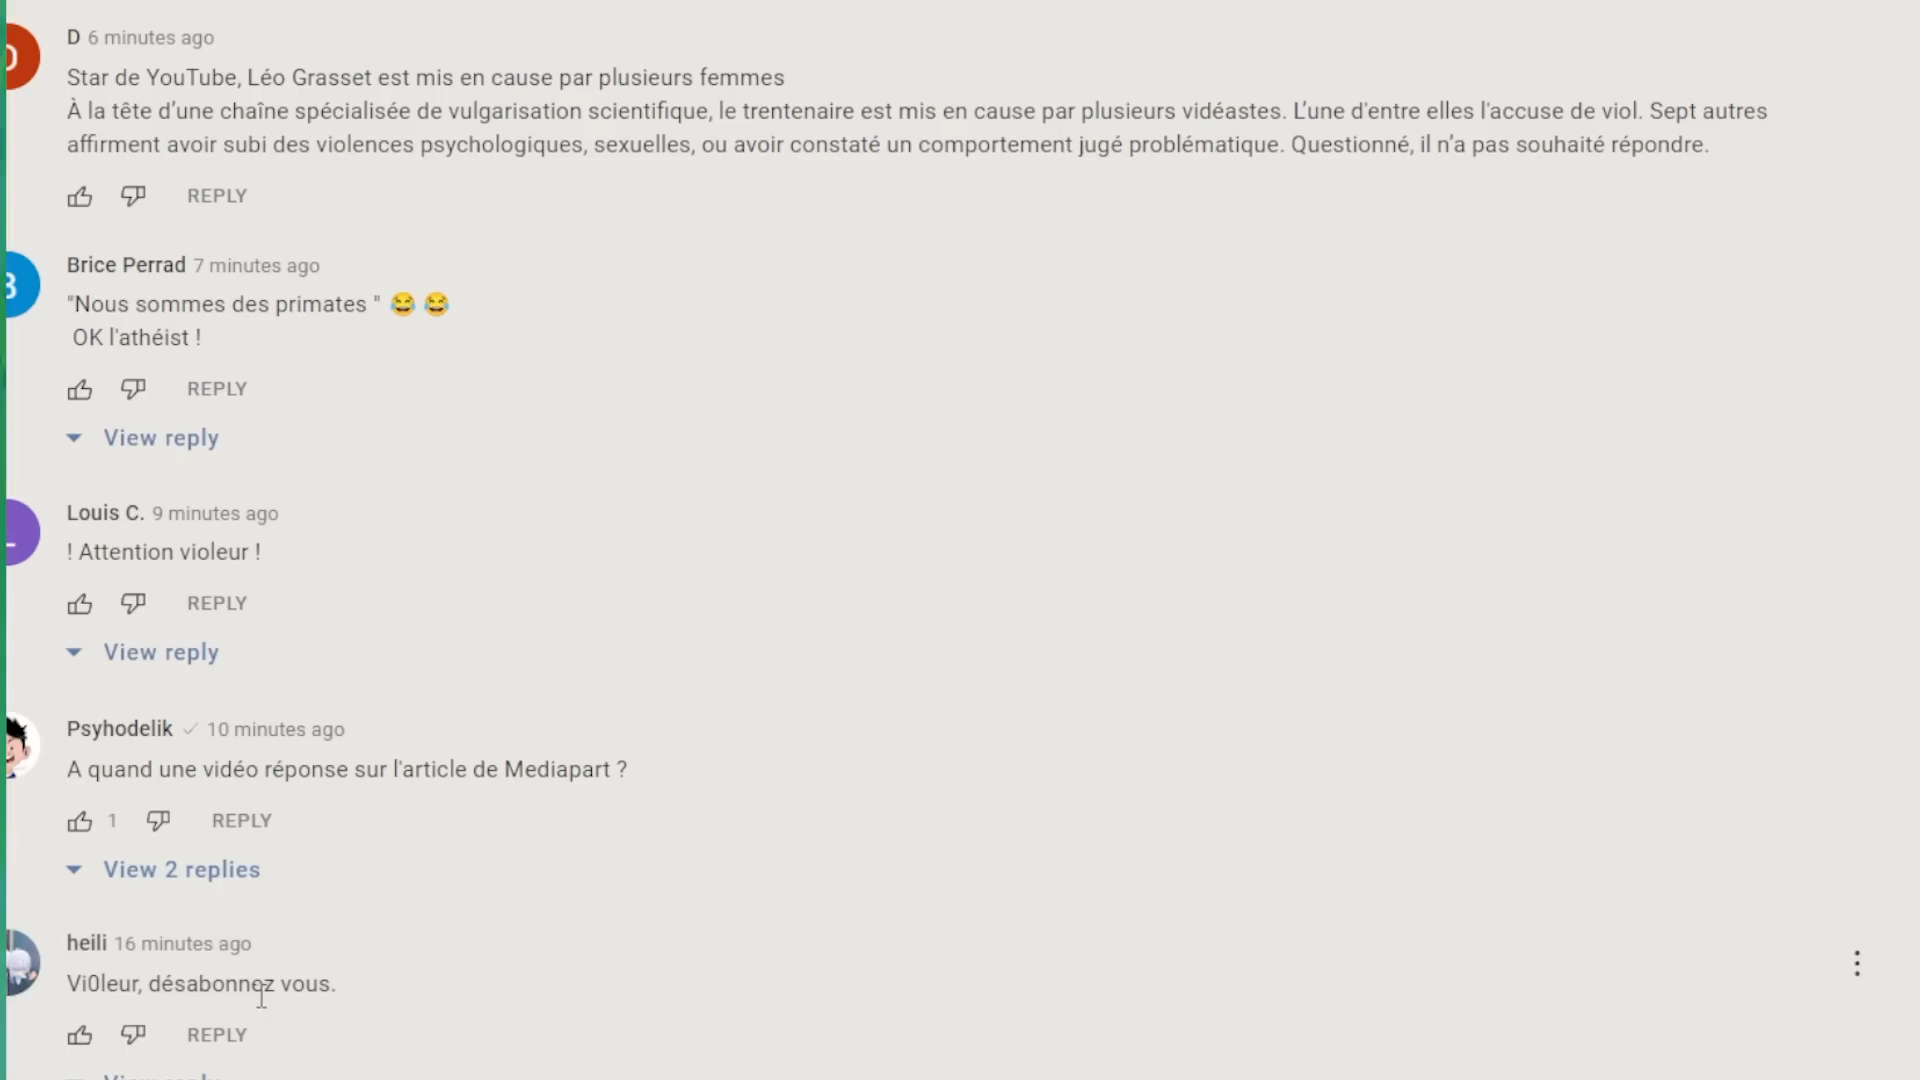 D 6 minutes ago
Star de YouTube, Léo Grasset est mis en cause par plusieurs femmes
À la tête d’une chaîne spécialisée de vulgarisation scientifique, le trentenaire est mis en cause par plusieurs vidéastes. L’une d'entre elles l'accuse de viol. Sept autres
affirment avoir subi des violences psychologiques, sexuelles, ou avoir constaté un comportement jugé problématique. Questionné, il n’a pas souhaité répondre.
REPLY
Brice Perrad 7 minutes ago
"Nous sommes des primates " 😂 😂
OK l'athéist !
REPLY
View reply
Louis C. 9 minutes ago
! Attention violeur !
REPLY
View reply
Psyhodelik 10 minutes ago
A quand une vidéo réponse sur l'article de Mediapart ?
1 REPLY
View 2 replies
heili 16 minutes ago
Vi0leur, désabonnez vous.
REPLY
View reply